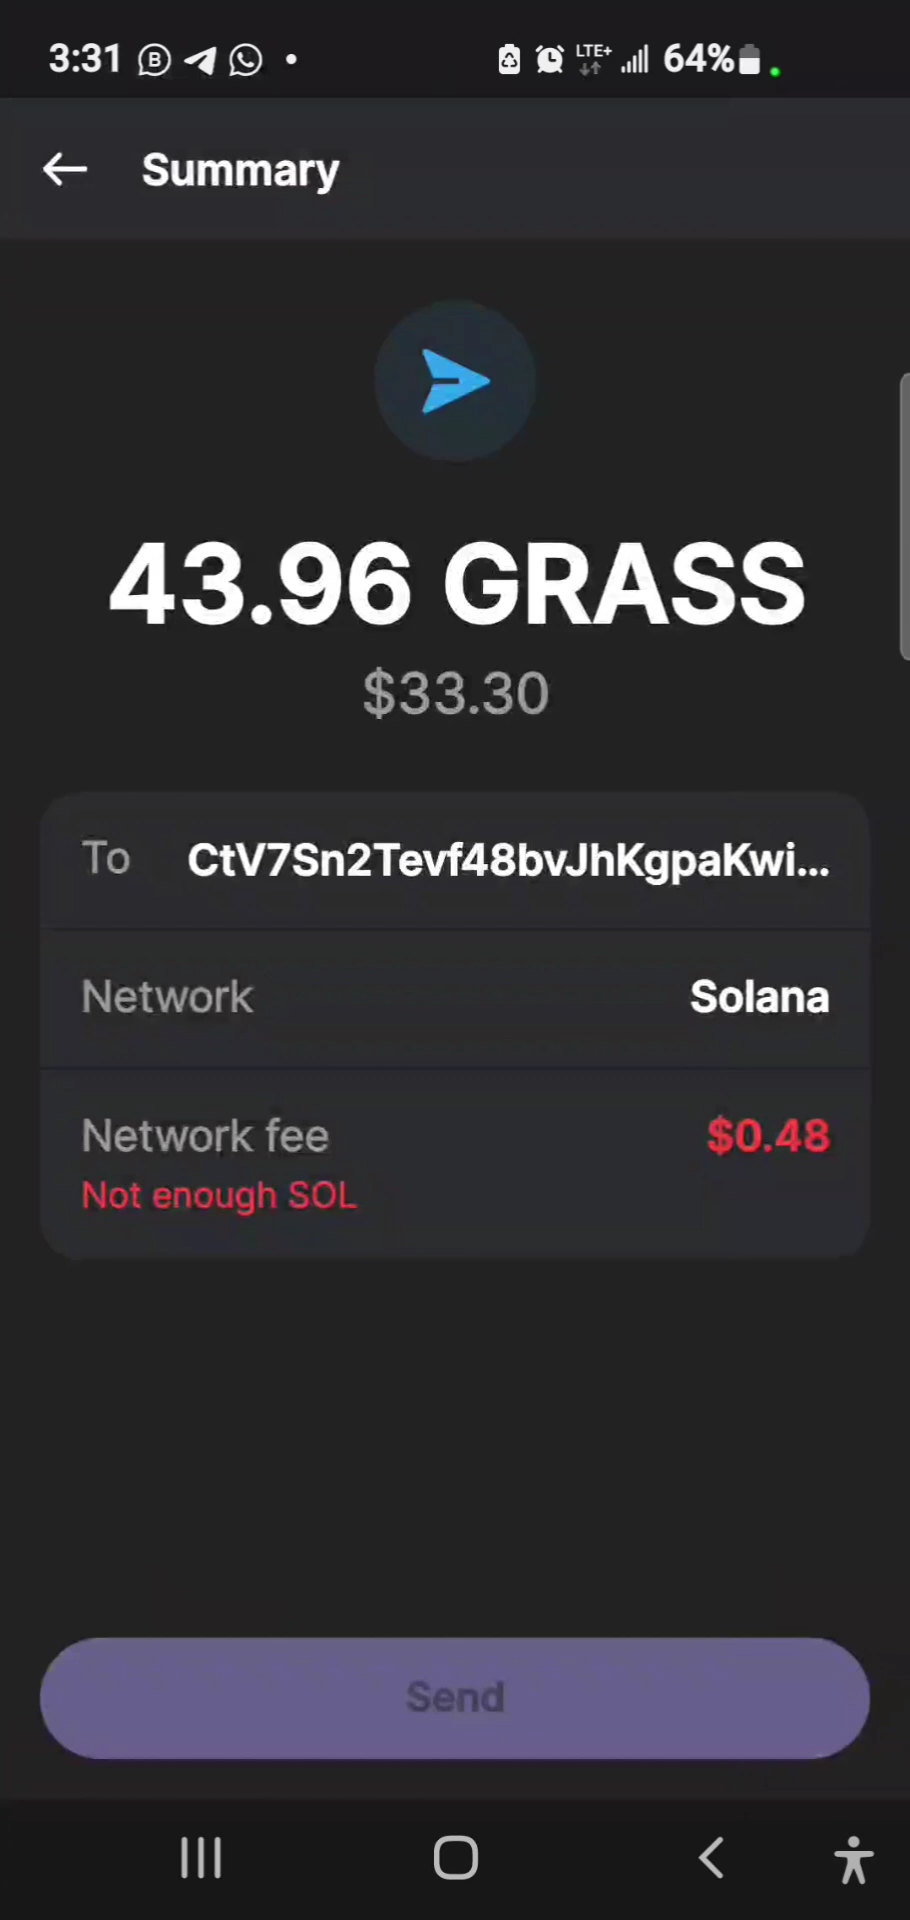 3:31 LTE+ 64%
Summary
43.96 GRASS
$33.30
To CtV7Sn2Tevf48bvJhKgpaKwi...
Network Solana
Network fee $0.48
Not enough SOL
Send